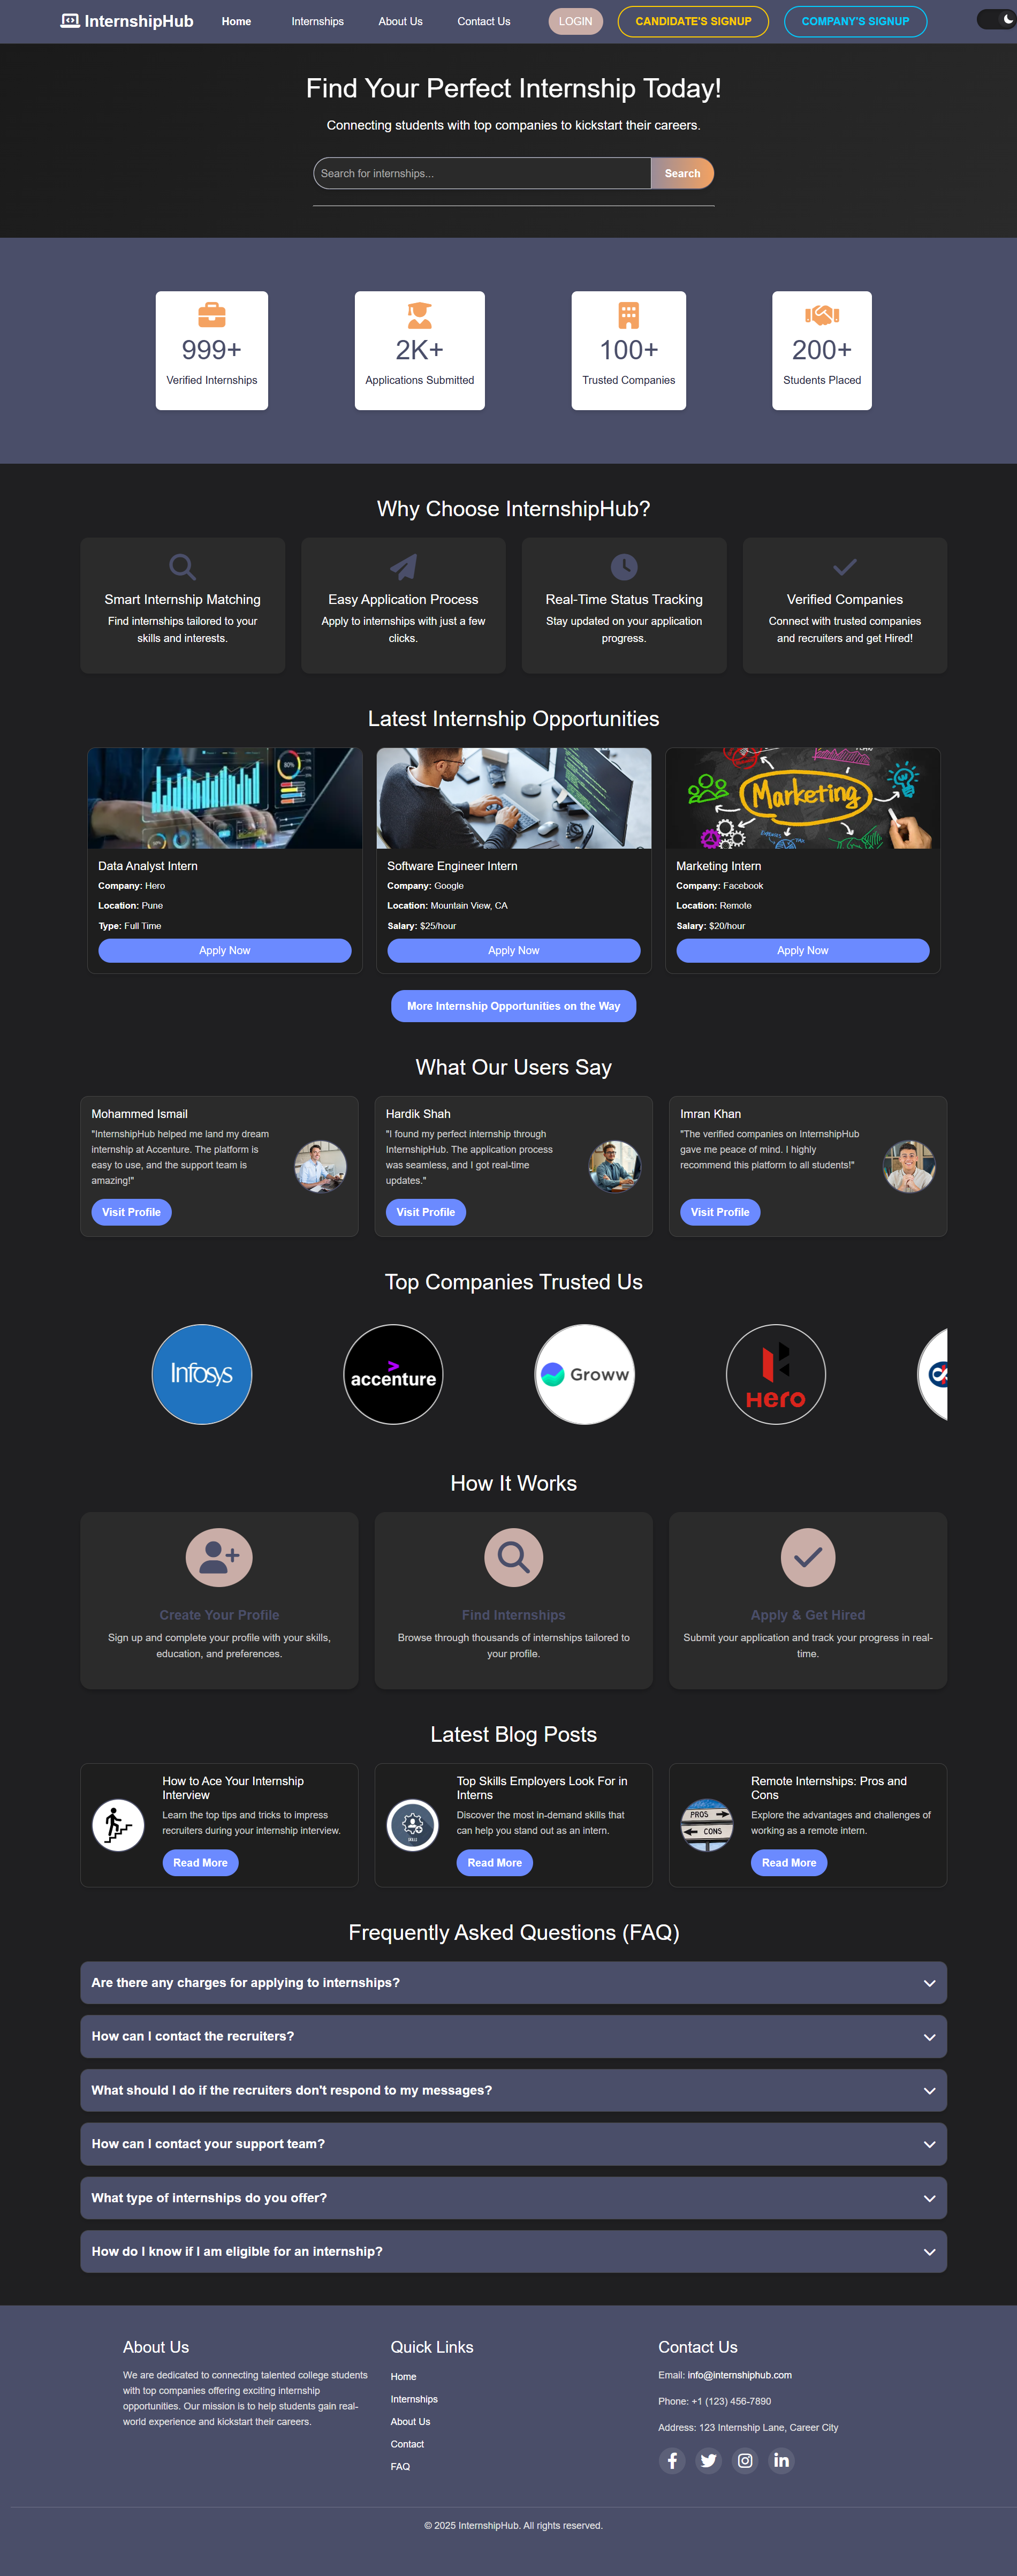 InternshipHub Home Internships About Us Contact Us LOGIN CANDIDATE'S SIGNUP COMPANY'S SIGNUP
Find Your Perfect Internship Today!
Connecting students with top companies to kickstart their careers.
Search for internships... Search
999+
Verified Internships
2K+
Applications Submitted
100+
Trusted Companies
200+
Students Placed
Why Choose InternshipHub?
Smart Internship Matching
Find internships tailored to your
skills and interests.
Easy Application Process
Apply to internships with just a few
clicks.
Real-Time Status Tracking
Stay updated on your application
progress.
Verified Companies
Connect with trusted companies
and recruiters and get Hired!
Latest Internship Opportunities
80%
Data Analyst Intern
Company: Hero
Location: Pune
Type: Full Time
Apply Now
Software Engineer Intern
Company: Google
Location: Mountain View, CA
Salary: $25/hour
Apply Now
Marketing
Marketing Intern
Company: Facebook
Location: Remote
Salary: $20/hour
Apply Now
More Internship Opportunities on the Way
What Our Users Say
Mohammed Ismail
"InternshipHub helped me land my dream
internship at Accenture. The platform is
easy to use, and the support team is
amazing!"
Visit Profile
Hardik Shah
"I found my perfect internship through
InternshipHub. The application process
was seamless, and I got real-time
updates."
Visit Profile
Imran Khan
"The verified companies on InternshipHub
gave me peace of mind. I highly
recommend this platform to all students!"
Visit Profile
Top Companies Trusted Us
Infosys
accenture
Groww
Hero
How It Works
Create Your Profile
Sign up and complete your profile with your skills,
education, and preferences.
Find Internships
Browse through thousands of internships tailored to
your profile.
Apply & Get Hired
Submit your application and track your progress in real-
time.
Latest Blog Posts
How to Ace Your Internship
Interview
Learn the top tips and tricks to impress
recruiters during your internship interview.
Read More
SKILLS
Top Skills Employers Look For in
Interns
Discover the most in-demand skills that
can help you stand out as an intern.
Read More
PROS
CONS
Remote Internships: Pros and
Cons
Explore the advantages and challenges of
working as a remote intern.
Read More
Frequently Asked Questions (FAQ)
Are there any charges for applying to internships?
How can I contact the recruiters?
What should I do if the recruiters don't respond to my messages?
How can I contact your support team?
What type of internships do you offer?
How do I know if I am eligible for an internship?
About Us
We are dedicated to connecting talented college students
with top companies offering exciting internship
opportunities. Our mission is to help students gain real-
world experience and kickstart their careers.
Quick Links
Home
Internships
About Us
Contact
FAQ
Contact Us
Email: info@internshiphub.com
Phone: +1 (123) 456-7890
Address: 123 Internship Lane, Career City
© 2025 InternshipHub. All rights reserved.